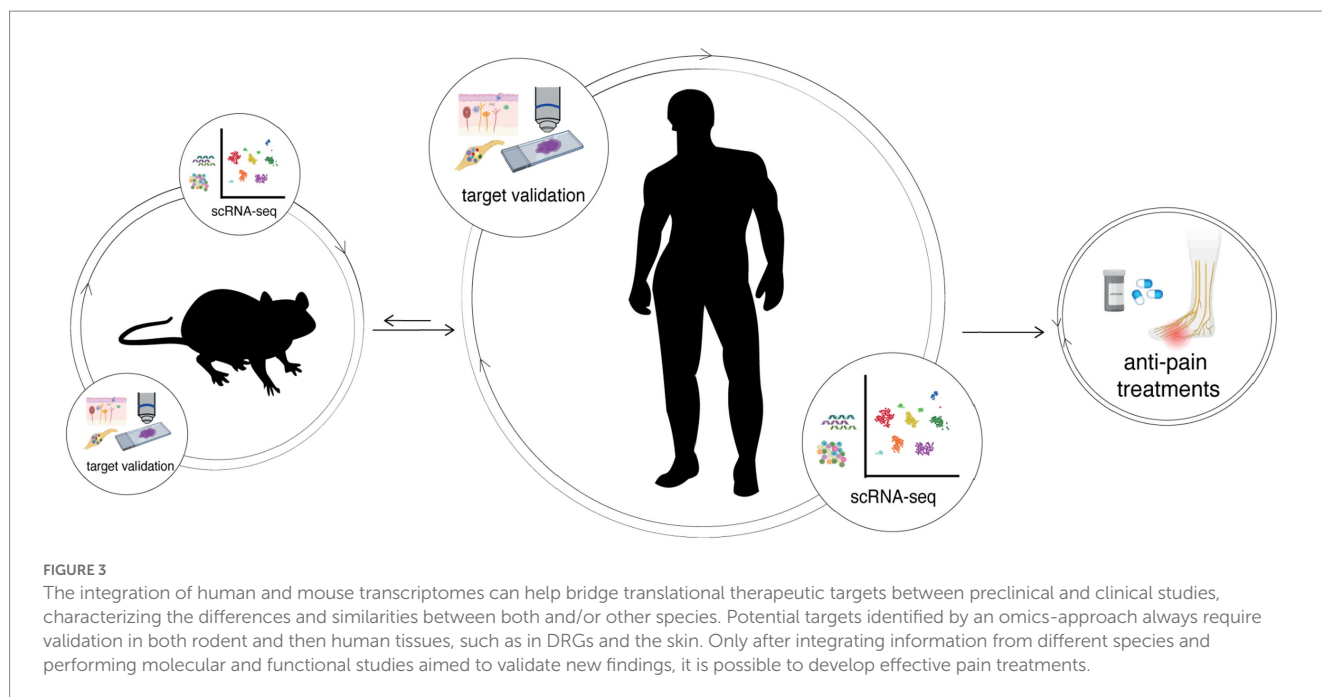 scRNA-seq
target validation
target validation
scRNA-seq
anti-pain
treatments
FIGURE 3
The integration of human and mouse transcriptomes can help bridge translational therapeutic targets between preclinical and clinical studies,
characterizing the differences and similarities between both and/or other species. Potential targets identified by an omics-approach always require
validation in both rodent and then human tissues, such as in DRGs and the skin. Only after integrating information from different species and
performing molecular and functional studies aimed to validate new findings, it is possible to develop effective pain treatments.